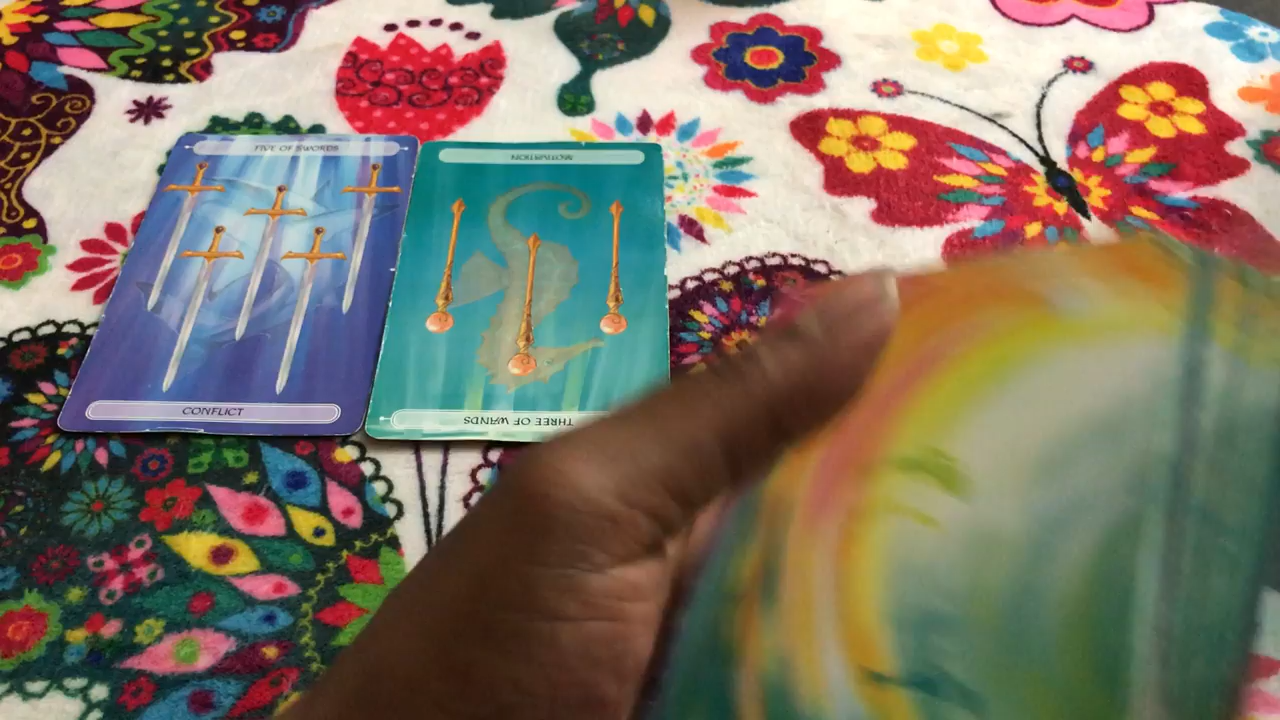 FIVE OF SWORDS
CONFLICT
MOTIVATION
THREE OF WANDS